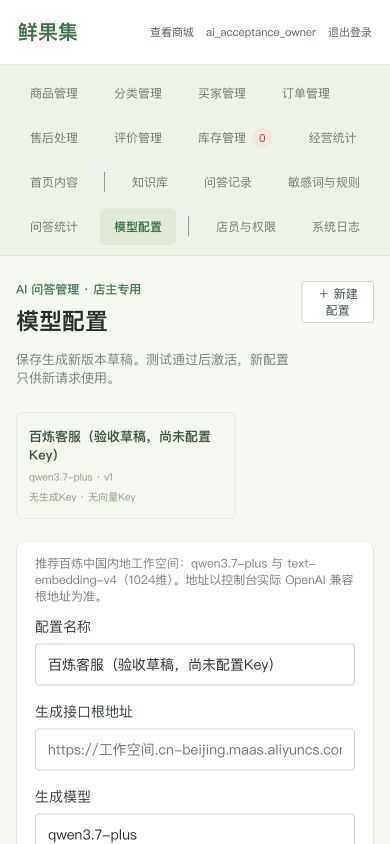 鲜果集 查看商城 ai_acceptance_owner 退出登录
商品管理 分类管理 买家管理 订单管理
售后处理 评价管理 库存管理 0 经营统计
首页内容 知识库 问答记录 敏感词与规则
问答统计 模型配置 店员与权限 系统日志
AI 问答管理 · 店主专用
模型配置
＋ 新建
配置
保存生成新版本草稿。测试通过后激活，新配置
只供新请求使用。
百炼客服（验收草稿，尚未配置
Key）
qwen3.7-plus · v1
无生成Key · 无向量Key
推荐百炼中国内地工作空间：qwen3.7-plus 与 text-
embedding-v4（1024维）。地址以控制台实际 OpenAI 兼容
根地址为准。
配置名称
百炼客服（验收草稿，尚未配置Key）
生成接口根地址
https://工作空间.cn-beijing.maas.aliyuncs.cor
生成模型
qwen3.7-plus